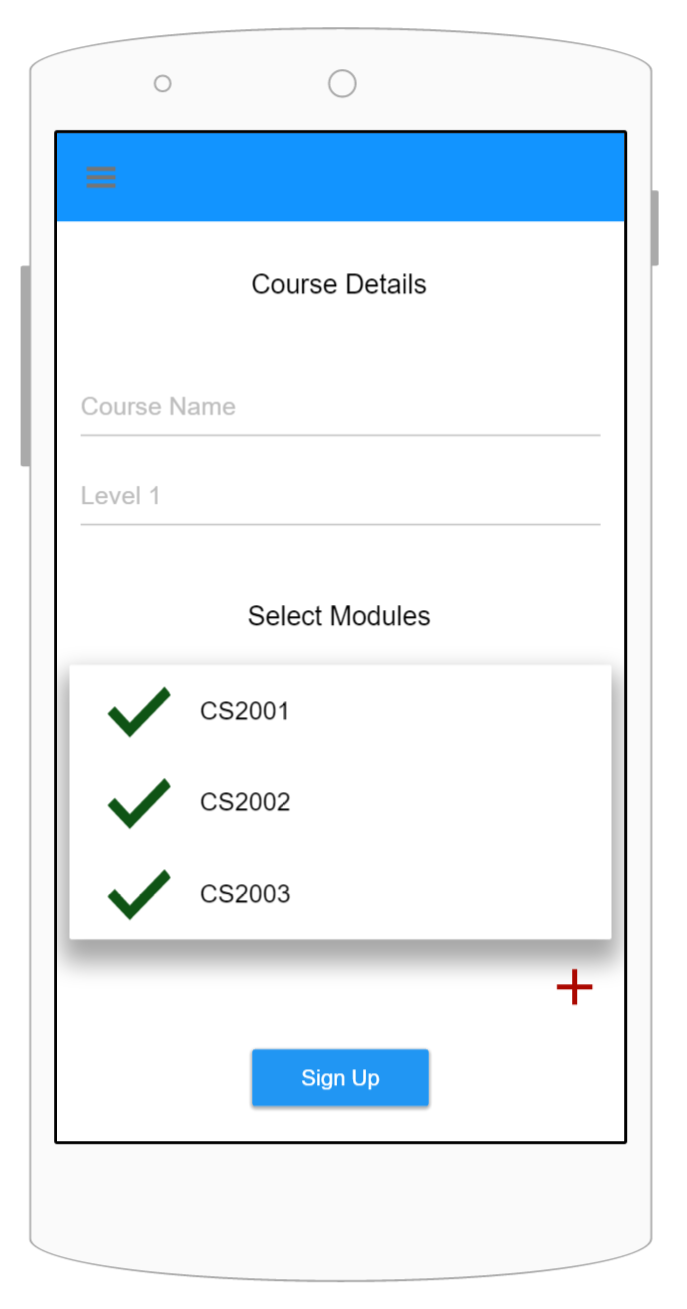 Course Details
Course Name
Level 1
Select Modules
CS2001
CS2002
CS2003
Sign Up